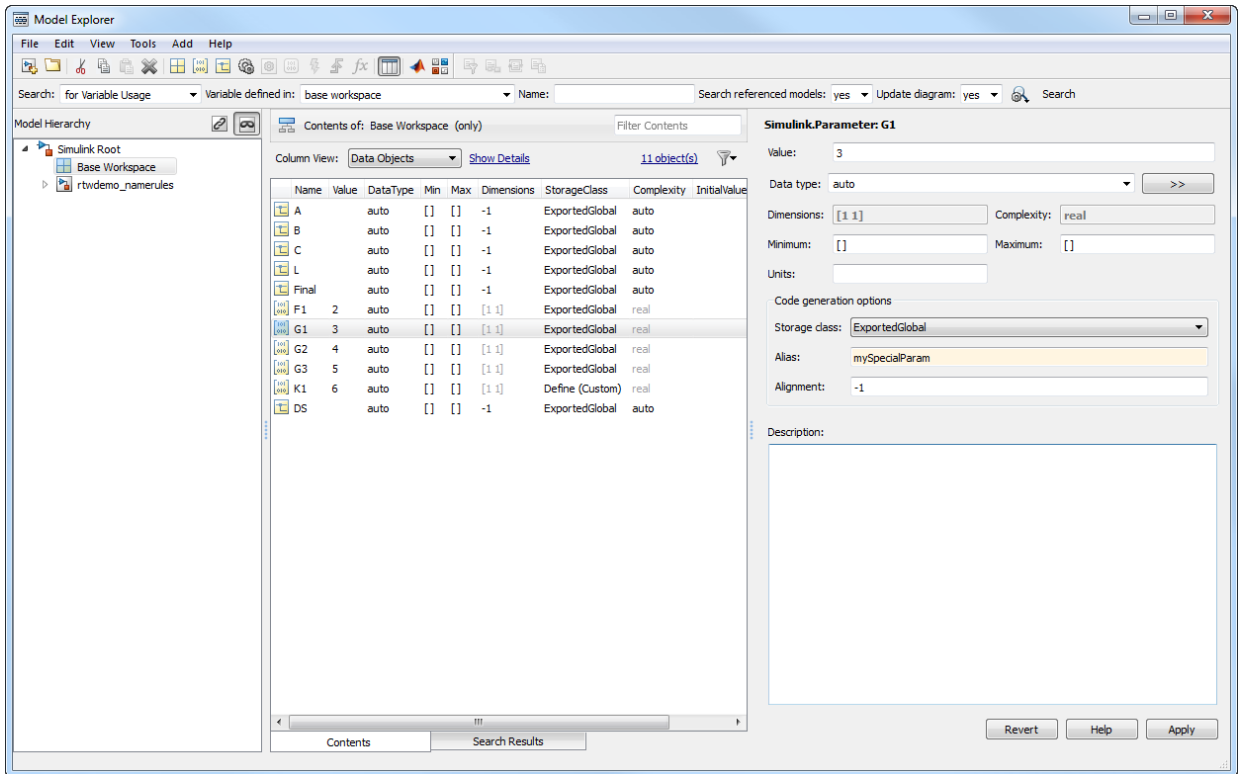 Model Explorer
File Edit View Tools Add Help
Search: for Variable Usage Variable defined in: base workspace Name: Search referenced models: yes Update diagram: yes Search
Model Hierarchy
Simulink Root
Base Workspace
rtwdemo_namerules
Contents of: Base Workspace (only) Filter Contents
Column View: Data Objects Show Details 11 object(s)
Name Value DataType Min Max Dimensions StorageClass Complexity InitialValue
A auto [] [] -1 ExportedGlobal auto
B auto [] [] -1 ExportedGlobal auto
C auto [] [] -1 ExportedGlobal auto
L auto [] [] -1 ExportedGlobal auto
Final auto [] [] -1 ExportedGlobal auto
F1 2 auto [] [] [1 1] ExportedGlobal real
G1 3 auto [] [] [1 1] ExportedGlobal real
G2 4 auto [] [] [1 1] ExportedGlobal real
G3 5 auto [] [] [1 1] ExportedGlobal real
K1 6 auto [] [] [1 1] Define (Custom) real
DS auto [] [] -1 ExportedGlobal auto
Contents Search Results
Simulink.Parameter: G1
Value: 3
Data type: auto >>
Dimensions: [1 1] Complexity: real
Minimum: [] Maximum: []
Units:
Code generation options
Storage class: ExportedGlobal
Alias: mySpecialParam
Alignment: -1
Description:
Revert Help Apply